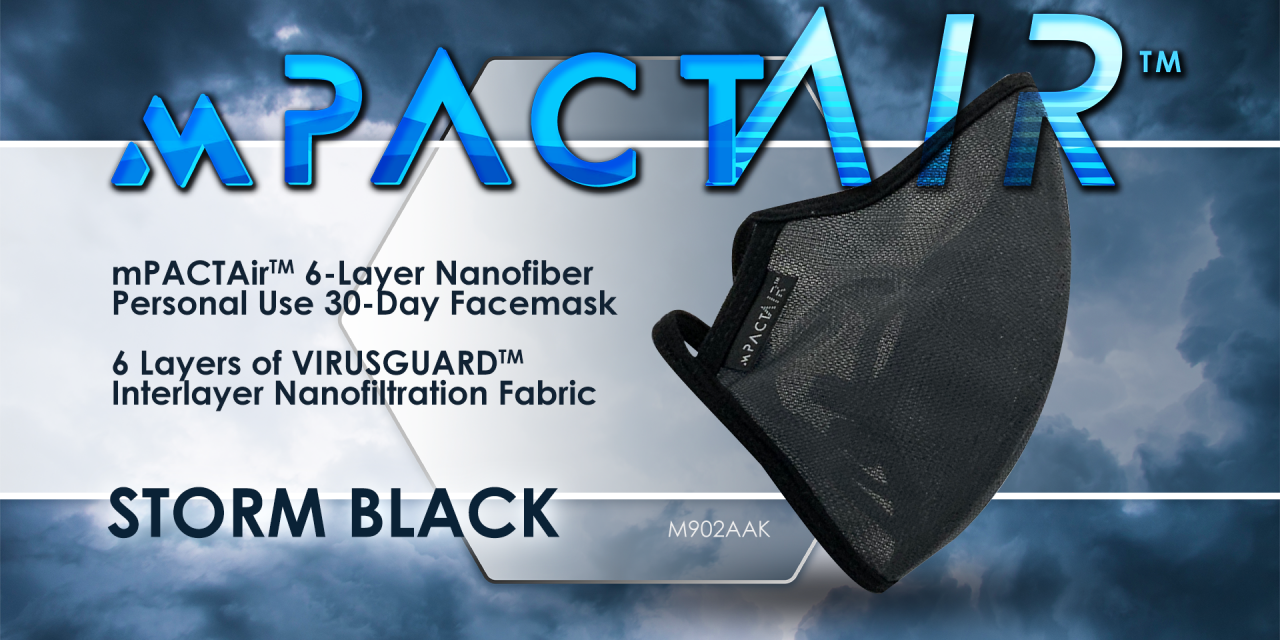 mPACTAIR™
mPACTAir™ 6-Layer Nanofiber
Personal Use 30-Day Facemask
6 Layers of VIRUSGUARD™
Interlayer Nanofiltration Fabric
mPACTAIR™
STORM BLACK
M902AAK